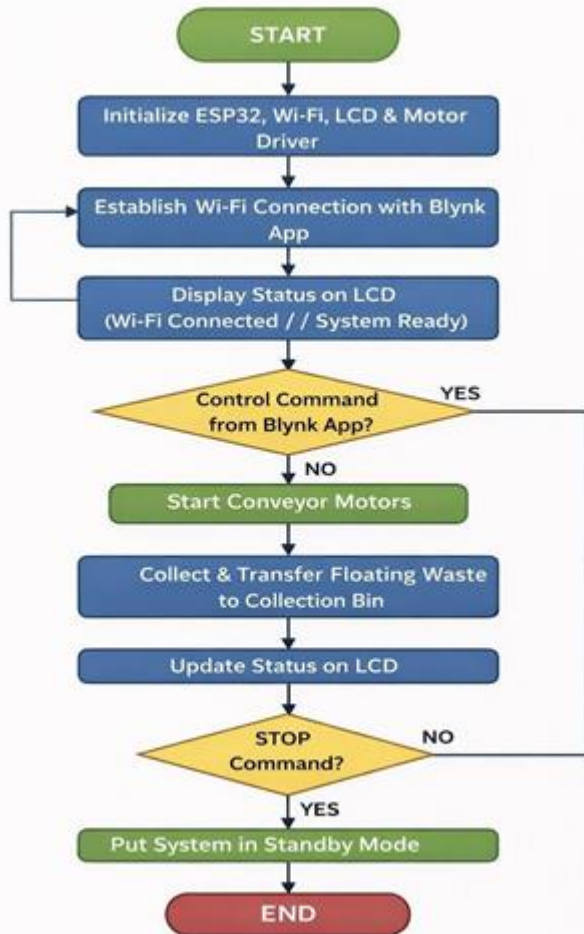 START
Initialize ESP32, Wi-Fi, LCD & Motor
Driver
Establish Wi-Fi Connection with Blynk
App
Display Status on LCD
(Wi-Fi Connected / / System Ready)
Control Command
from Blynk App?
YES
NO
Start Conveyor Motors
Collect & Transfer Floating Waste
to Collection Bin
Update Status on LCD
STOP
Command?
NO
YES
Put System in Standby Mode
END